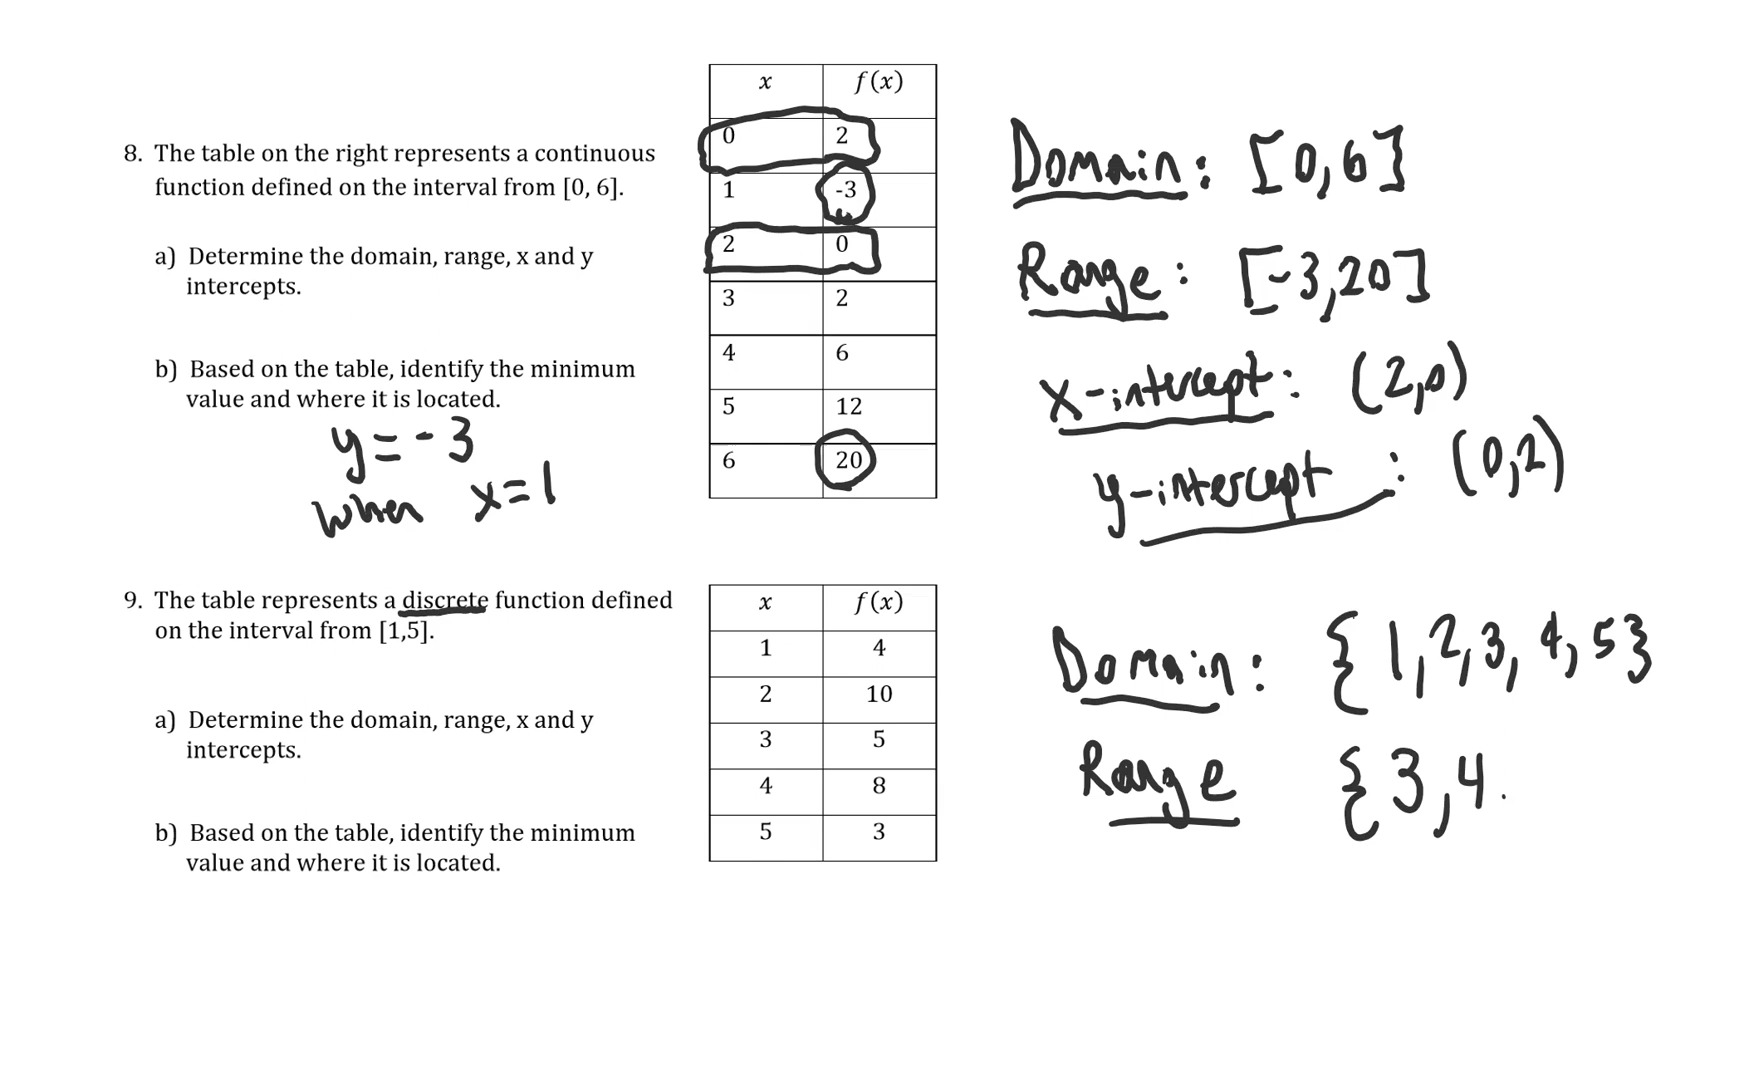 x f(x)
0 2
1 -3
2 0
3 2
4 6
5 12
6 20
8. The table on the right represents a continuous
function defined on the interval from [0, 6].
a) Determine the domain, range, x and y
intercepts.
b) Based on the table, identify the minimum
value and where it is located.
y = -3
when x = 1
Domain: [0,6]
Range: [-3,20]
x-intercept: (2,0)
y-intercept: (0,2)
9. The table represents a discrete function defined
on the interval from [1,5].
a) Determine the domain, range, x and y
intercepts.
b) Based on the table, identify the minimum
value and where it is located.
x f(x)
1 4
2 10
3 5
4 8
5 3
Domain: {1,2,3,4,5}
Range {3,4.